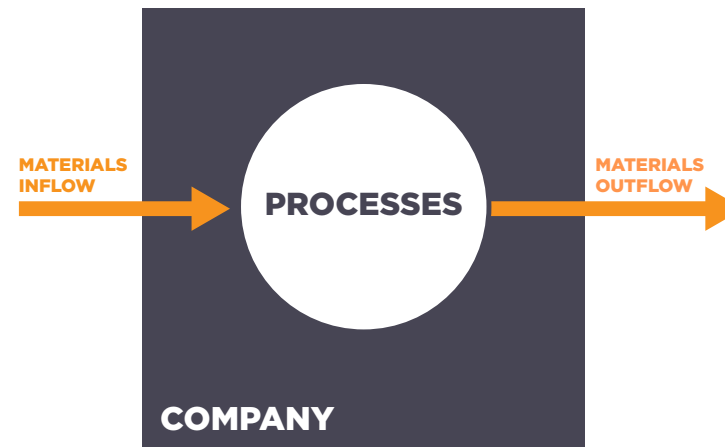 MATERIALS
INFLOW
PROCESSES
MATERIALS
OUTFLOW
COMPANY